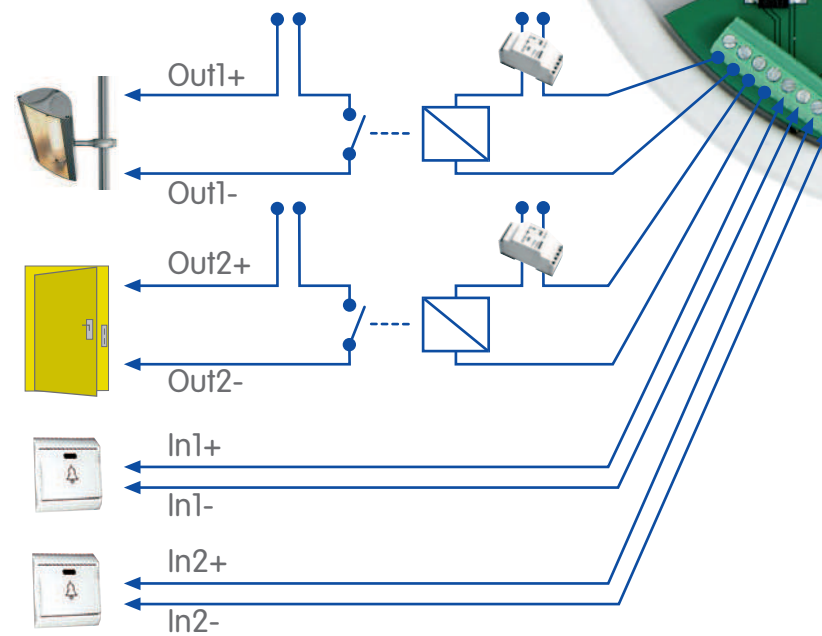 Out1+
Out1-
Out2+
Out2-
In1+
In1-
In2+
In2-